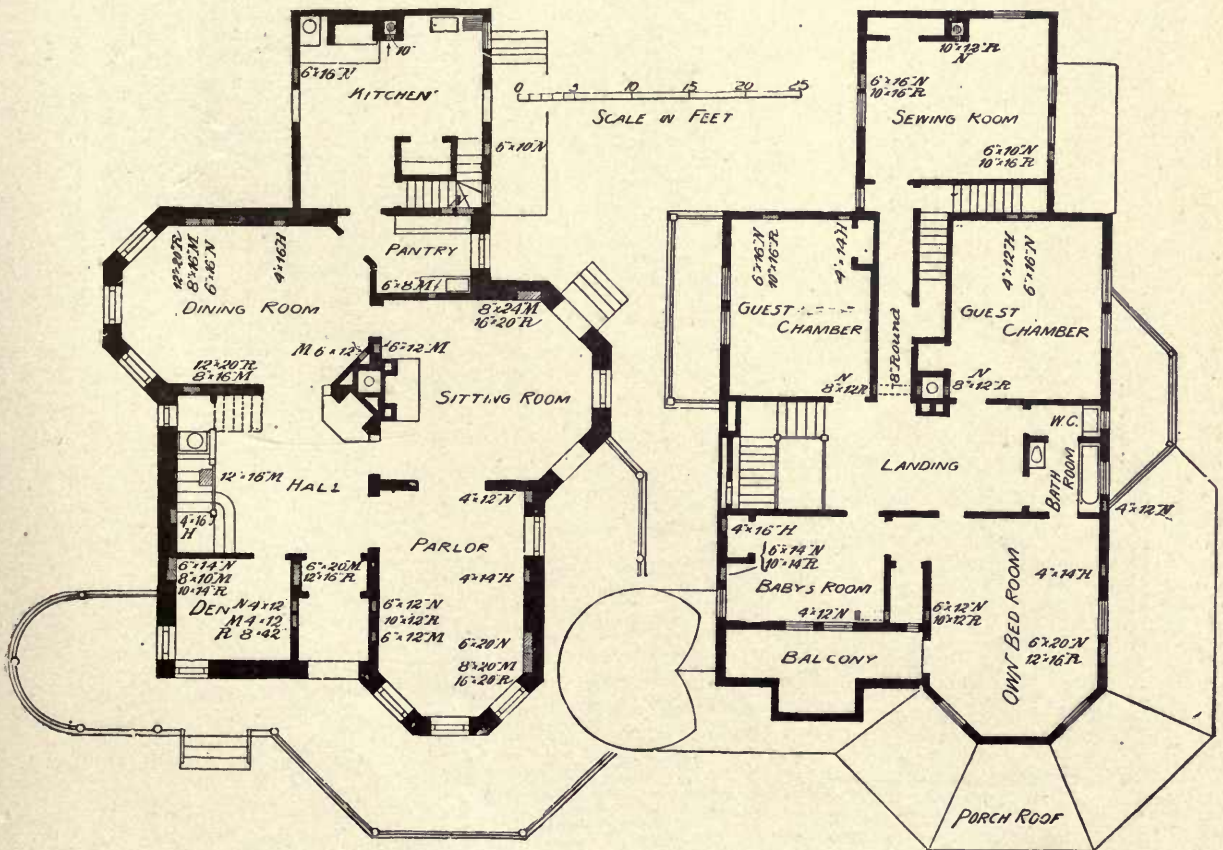 10"
6"x16"N
KITCHEN
0 5 10 15 20 25
SCALE IN FEET
6"x10"N
PANTRY
6"x8"M
12"x20"R
8"x16"M
6"x16"N
4"x16"H
DINING ROOM
8"x24"M
16"x20"R
M 6"x12"
6"x12"M
12"x20"R
8"x16"M
SITTING ROOM
12"x16"M
HALL
4"x12"N
4"x16"
H
PARLOR
6"x14"N
8"x10"M
10"x14"R
DEN
N 4"x12
M 4"x12
R 8"x42"
6"x20"M
12"x16"R
4"x14"H
6"x12"N
10"x12"R
6"x12"M
6"x20"N
8"x20"M
16"x20"R
10"x12"R
N
6"x16"N
10"x16"R
SEWING ROOM
6"x10"N
10"x16"R
6"x16"N
10"x16"R
4"x14"H
GUEST
CHAMBER
8"ROUND
4"x12"H
6"x16"N
GUEST
CHAMBER
N
8"x12"R
N
8"x12"R
W.C.
LANDING
BATH
ROOM
4"x12"N
4"x16"H
6"x14"N
10"x14"R
BABYS ROOM
4"x12"N
6"x12"N
10"x12"R
4"x14"H
OWN BED ROOM
6"x20"N
12"x16"R
BALCONY
PORCH ROOF